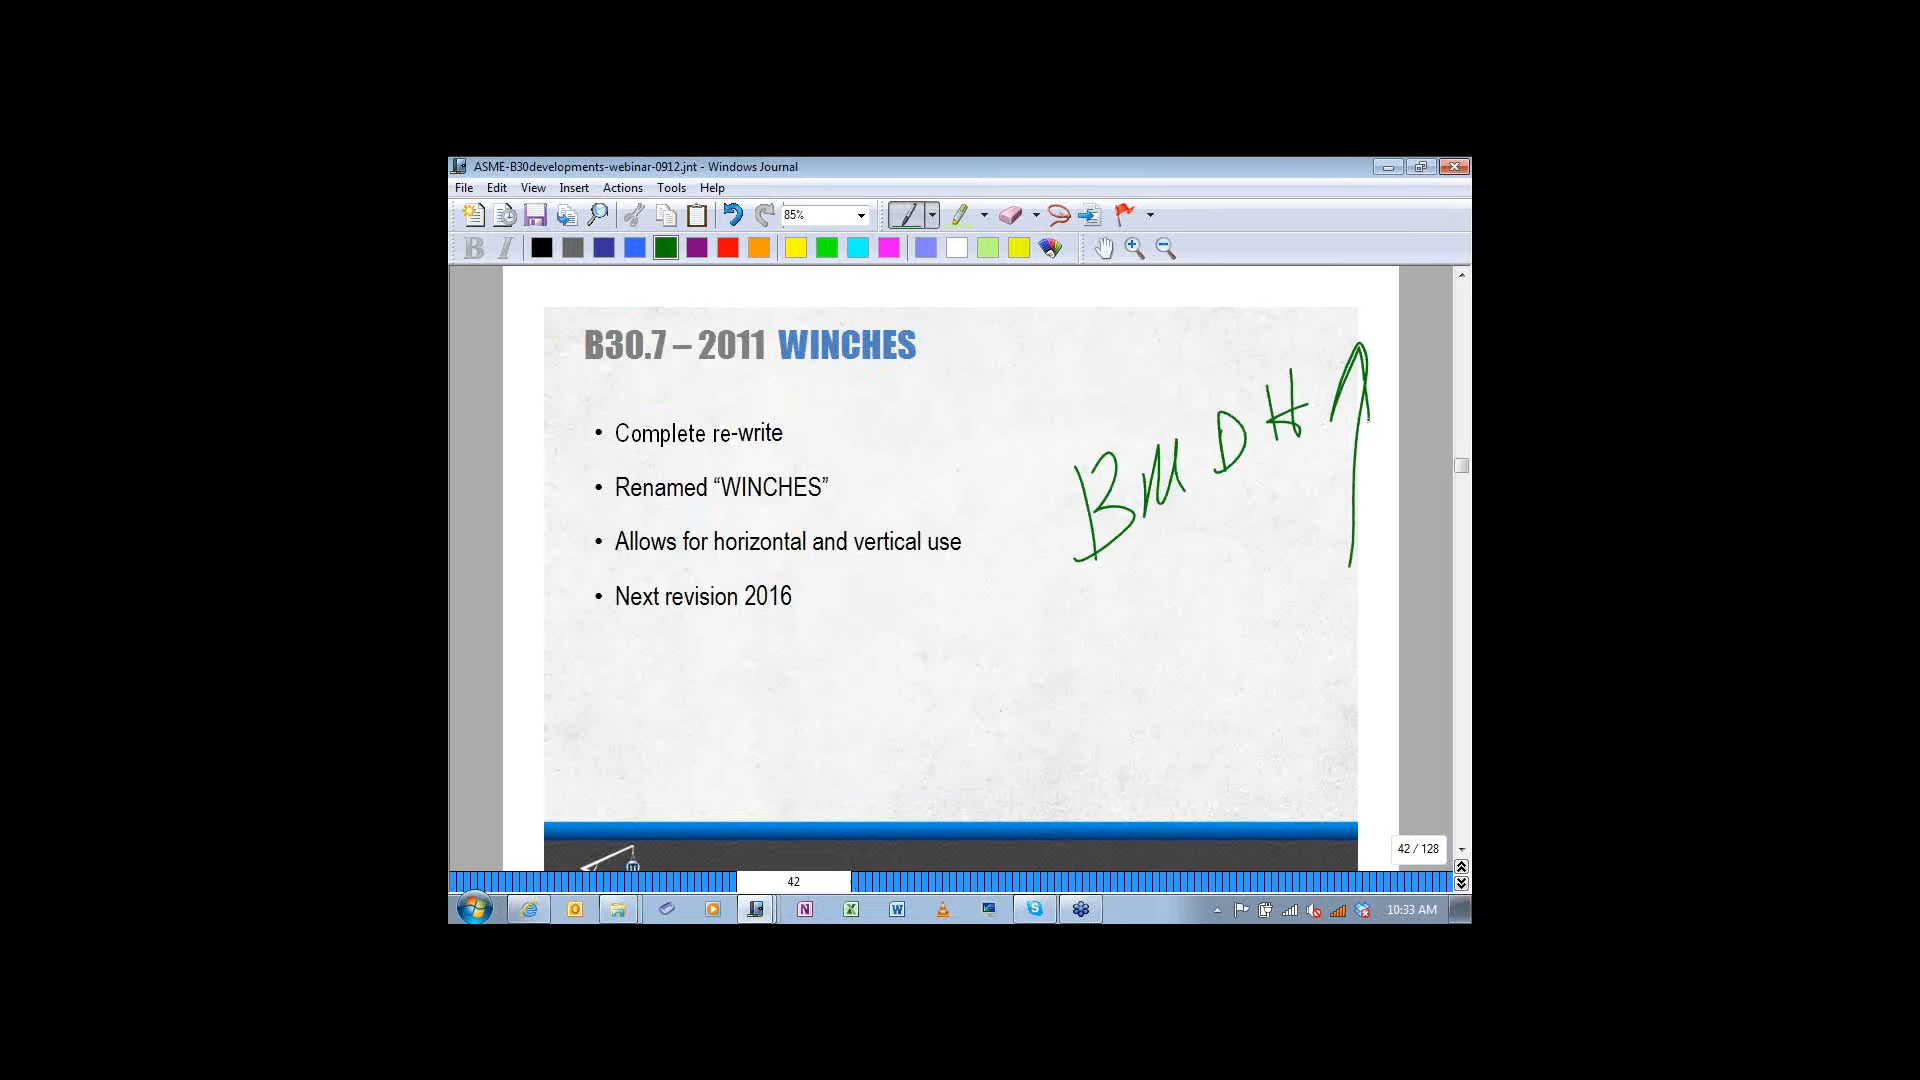 ASME-B30developments-webinar-0912.jnt - Windows Journal
File Edit View Insert Actions Tools Help
85%
B I
B30.7 – 2011 WINCHES
• Complete re-write
• Renamed “WINCHES”
• Allows for horizontal and vertical use
• Next revision 2016
BMDH
42 / 128
42
10:33 AM